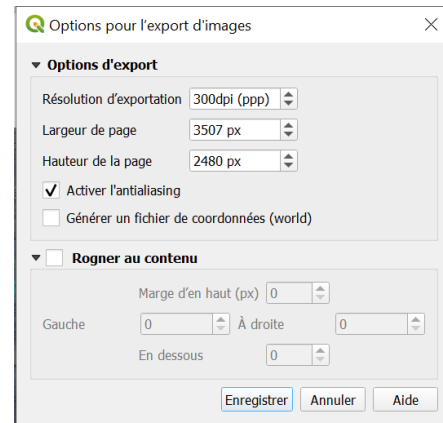 Options pour l'export d'images
Options d'export
Résolution d'exportation 300dpi (ppp)
Largeur de page 3507 px
Hauteur de la page 2480 px
Activer l'antialiasing
Générer un fichier de coordonnées (world)
Rogner au contenu
Marge d'en haut (px) 0
Gauche 0 À droite 0
En dessous 0
Enregistrer Annuler Aide